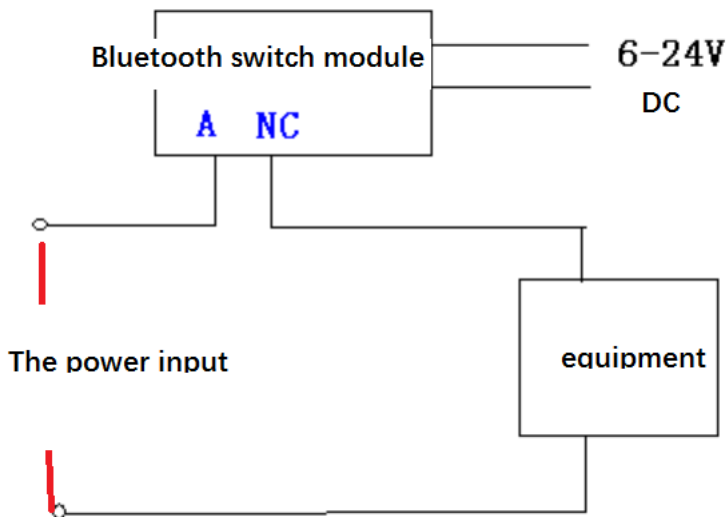 Bluetooth switch module
6-24V
DC
A NC
The power input
equipment